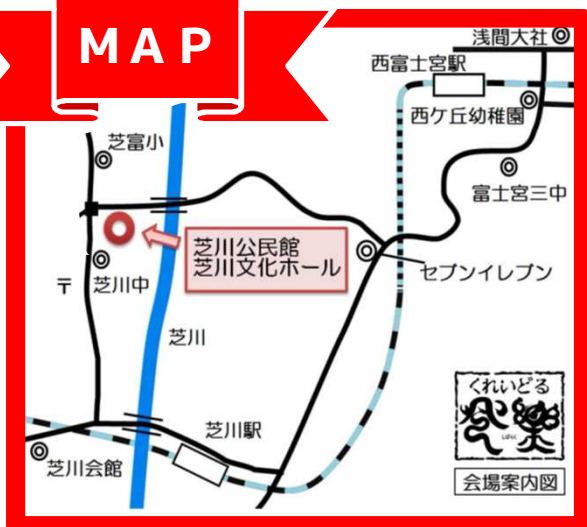 MAP
浅間大社
西富士宮駅
西ケ丘幼稚園
芝富小
富士宮三中
芝川公民館
芝川文化ホール
セブンイレブン
〒
芝川中
芝川
芝川駅
芝川会館
くれいどる
会場案内図